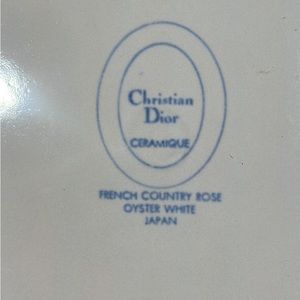 Christian
Dior
CERAMIQUE
FRENCH COUNTRY ROSE
OYSTER WHITE
JAPAN